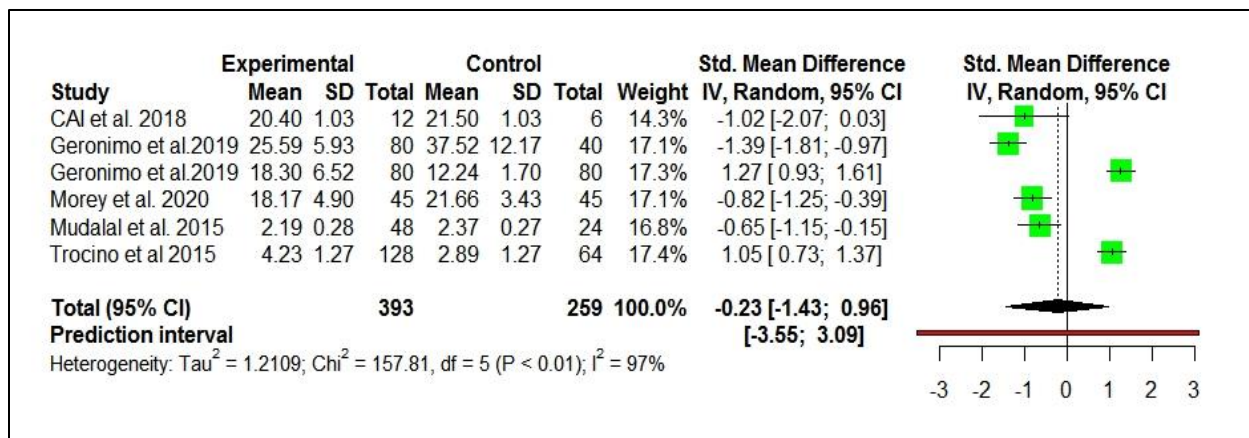 Experimental Control Std. Mean Difference Std. Mean Difference
Study Mean SD Total Mean SD Total Weight IV, Random, 95% CI IV, Random, 95% CI
CAI et al. 2018 20.40 1.03 12 21.50 1.03 6 14.3% -1.02 [-2.07; 0.03]
Geronimo et al.2019 25.59 5.93 80 37.52 12.17 40 17.1% -1.39 [-1.81; -0.97]
Geronimo et al.2019 18.30 6.52 80 12.24 1.70 80 17.3% 1.27 [ 0.93; 1.61]
Morey et al. 2020 18.17 4.90 45 21.66 3.43 45 17.1% -0.82 [-1.25; -0.39]
Mudalal et al. 2015 2.19 0.28 48 2.37 0.27 24 16.8% -0.65 [-1.15; -0.15]
Trocino et al 2015 4.23 1.27 128 2.89 1.27 64 17.4% 1.05 [ 0.73; 1.37]
Total (95% CI) 393 259 100.0% -0.23 [-1.43; 0.96]
Prediction interval [-3.55; 3.09]
Heterogeneity: Tau² = 1.2109; Chi² = 157.81, df = 5 (P < 0.01); I² = 97%
-3 -2 -1 0 1 2 3